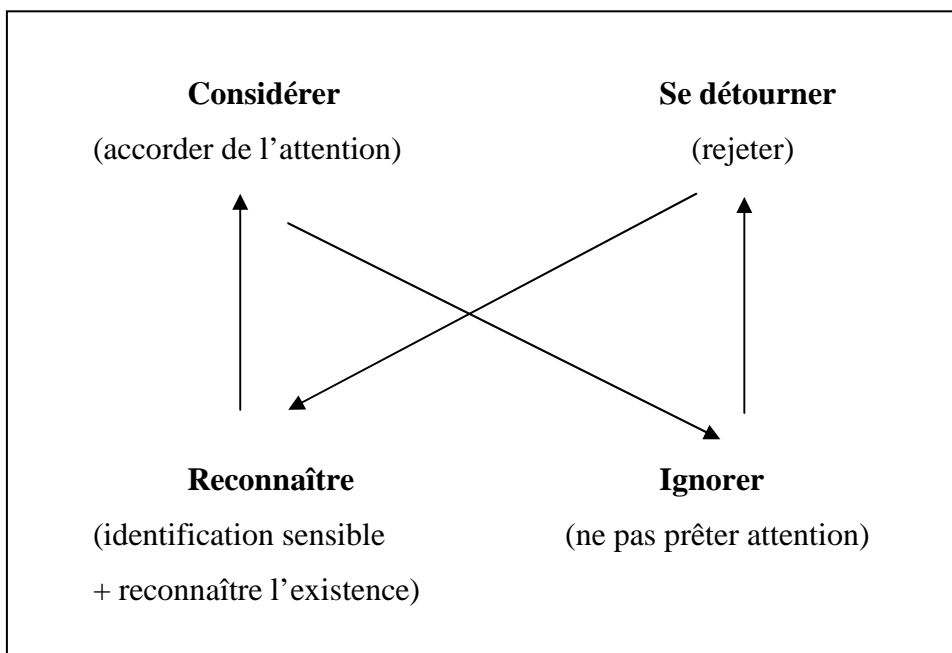 Considérer
Se détourner
(accorder de l’attention)
(rejeter)
Reconnaître
Ignorer
(identification sensible
(ne pas prêter attention)
+ reconnaître l’existence)